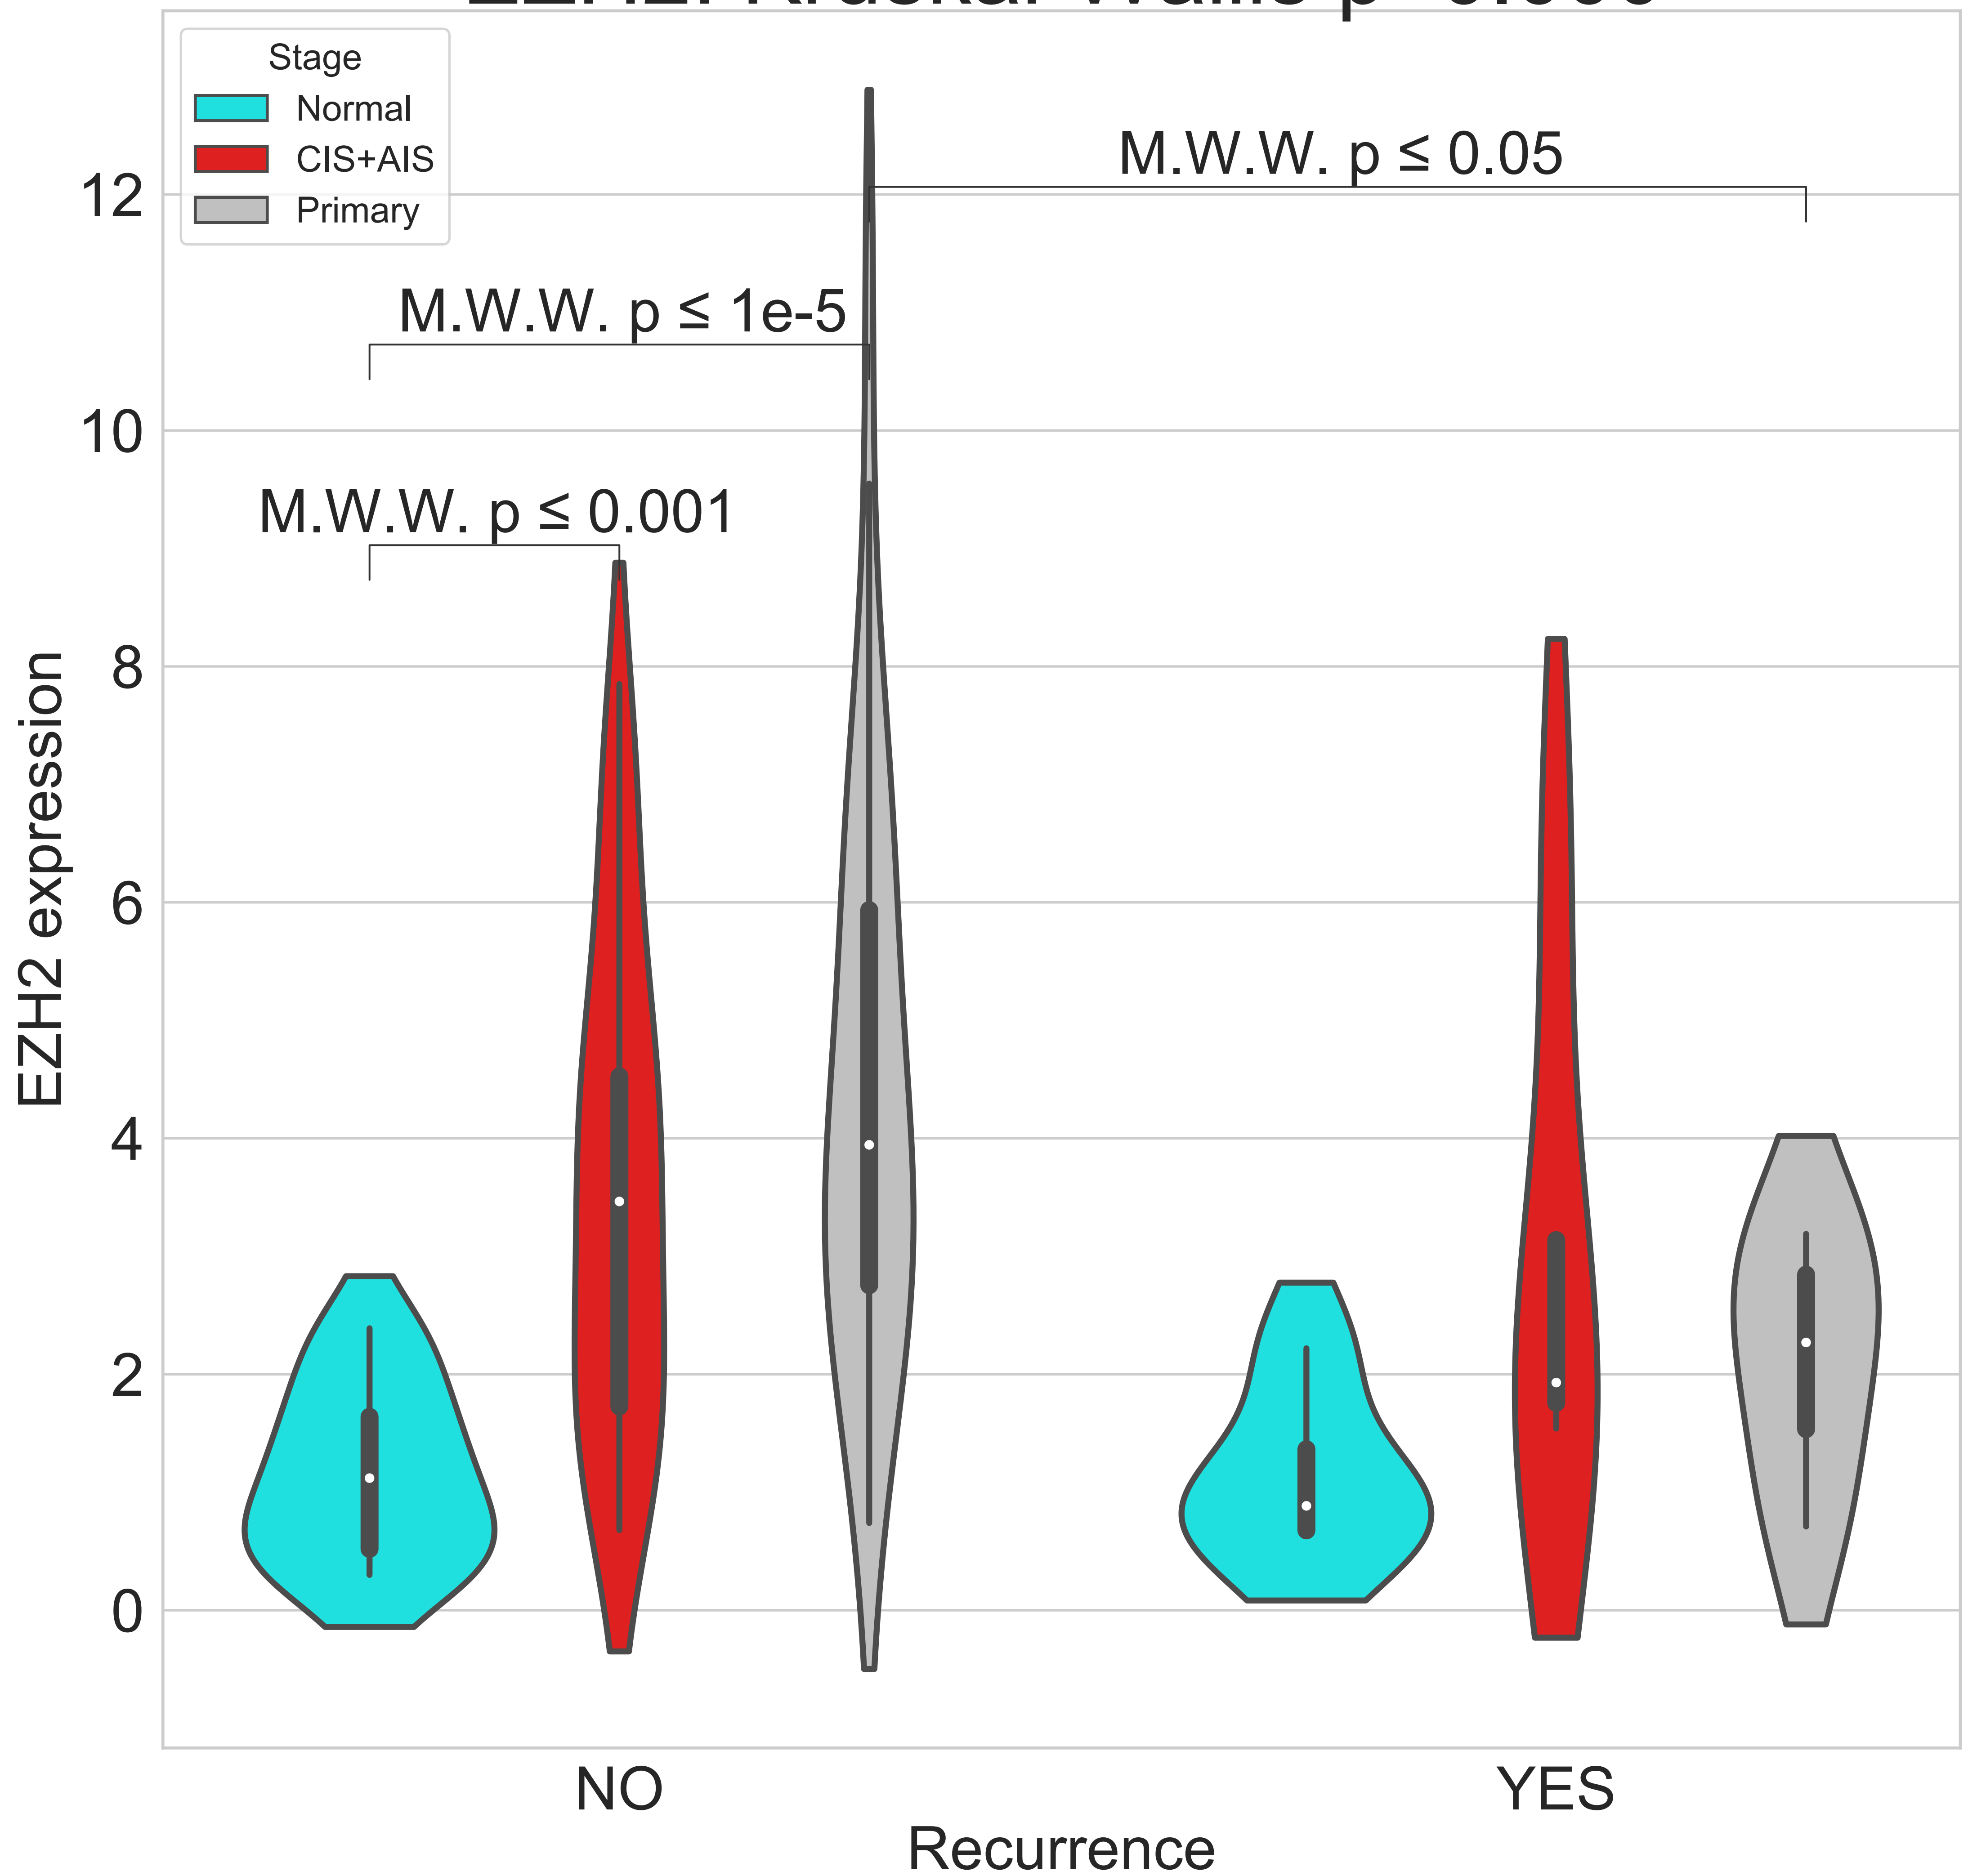 Stage
Normal
CIS+AIS
Primary
M.W.W. p ≤ 0.05
M.W.W. p ≤ 1e-5
M.W.W. p ≤ 0.001
12
10
8
6
4
2
0
EZH2 expression
NO
YES
Recurrence